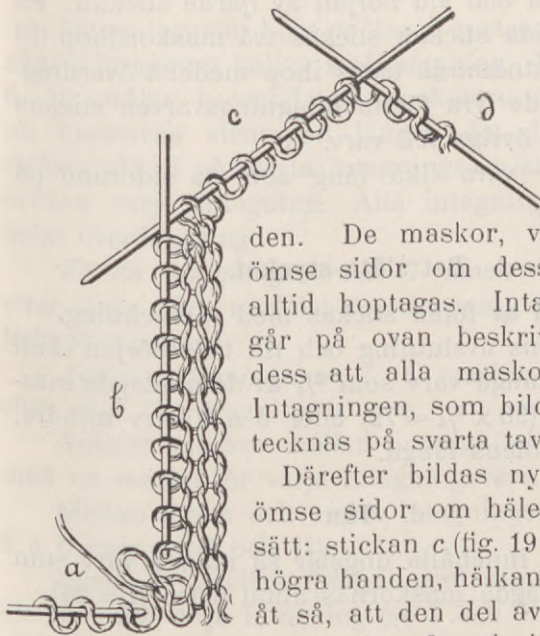 c
d
den. De maskor, v
ömse sidor om dess
alltid hoptagas. Inta
går på ovan beskriv
dess att alla masko
b
Intagningen, som bild
tecknas på svarta tav
Därefter bildas ny
ömse sidor om häle
a
sätt: stickan c (fig. 19
högra handen, hälkan
åt så, att den del av